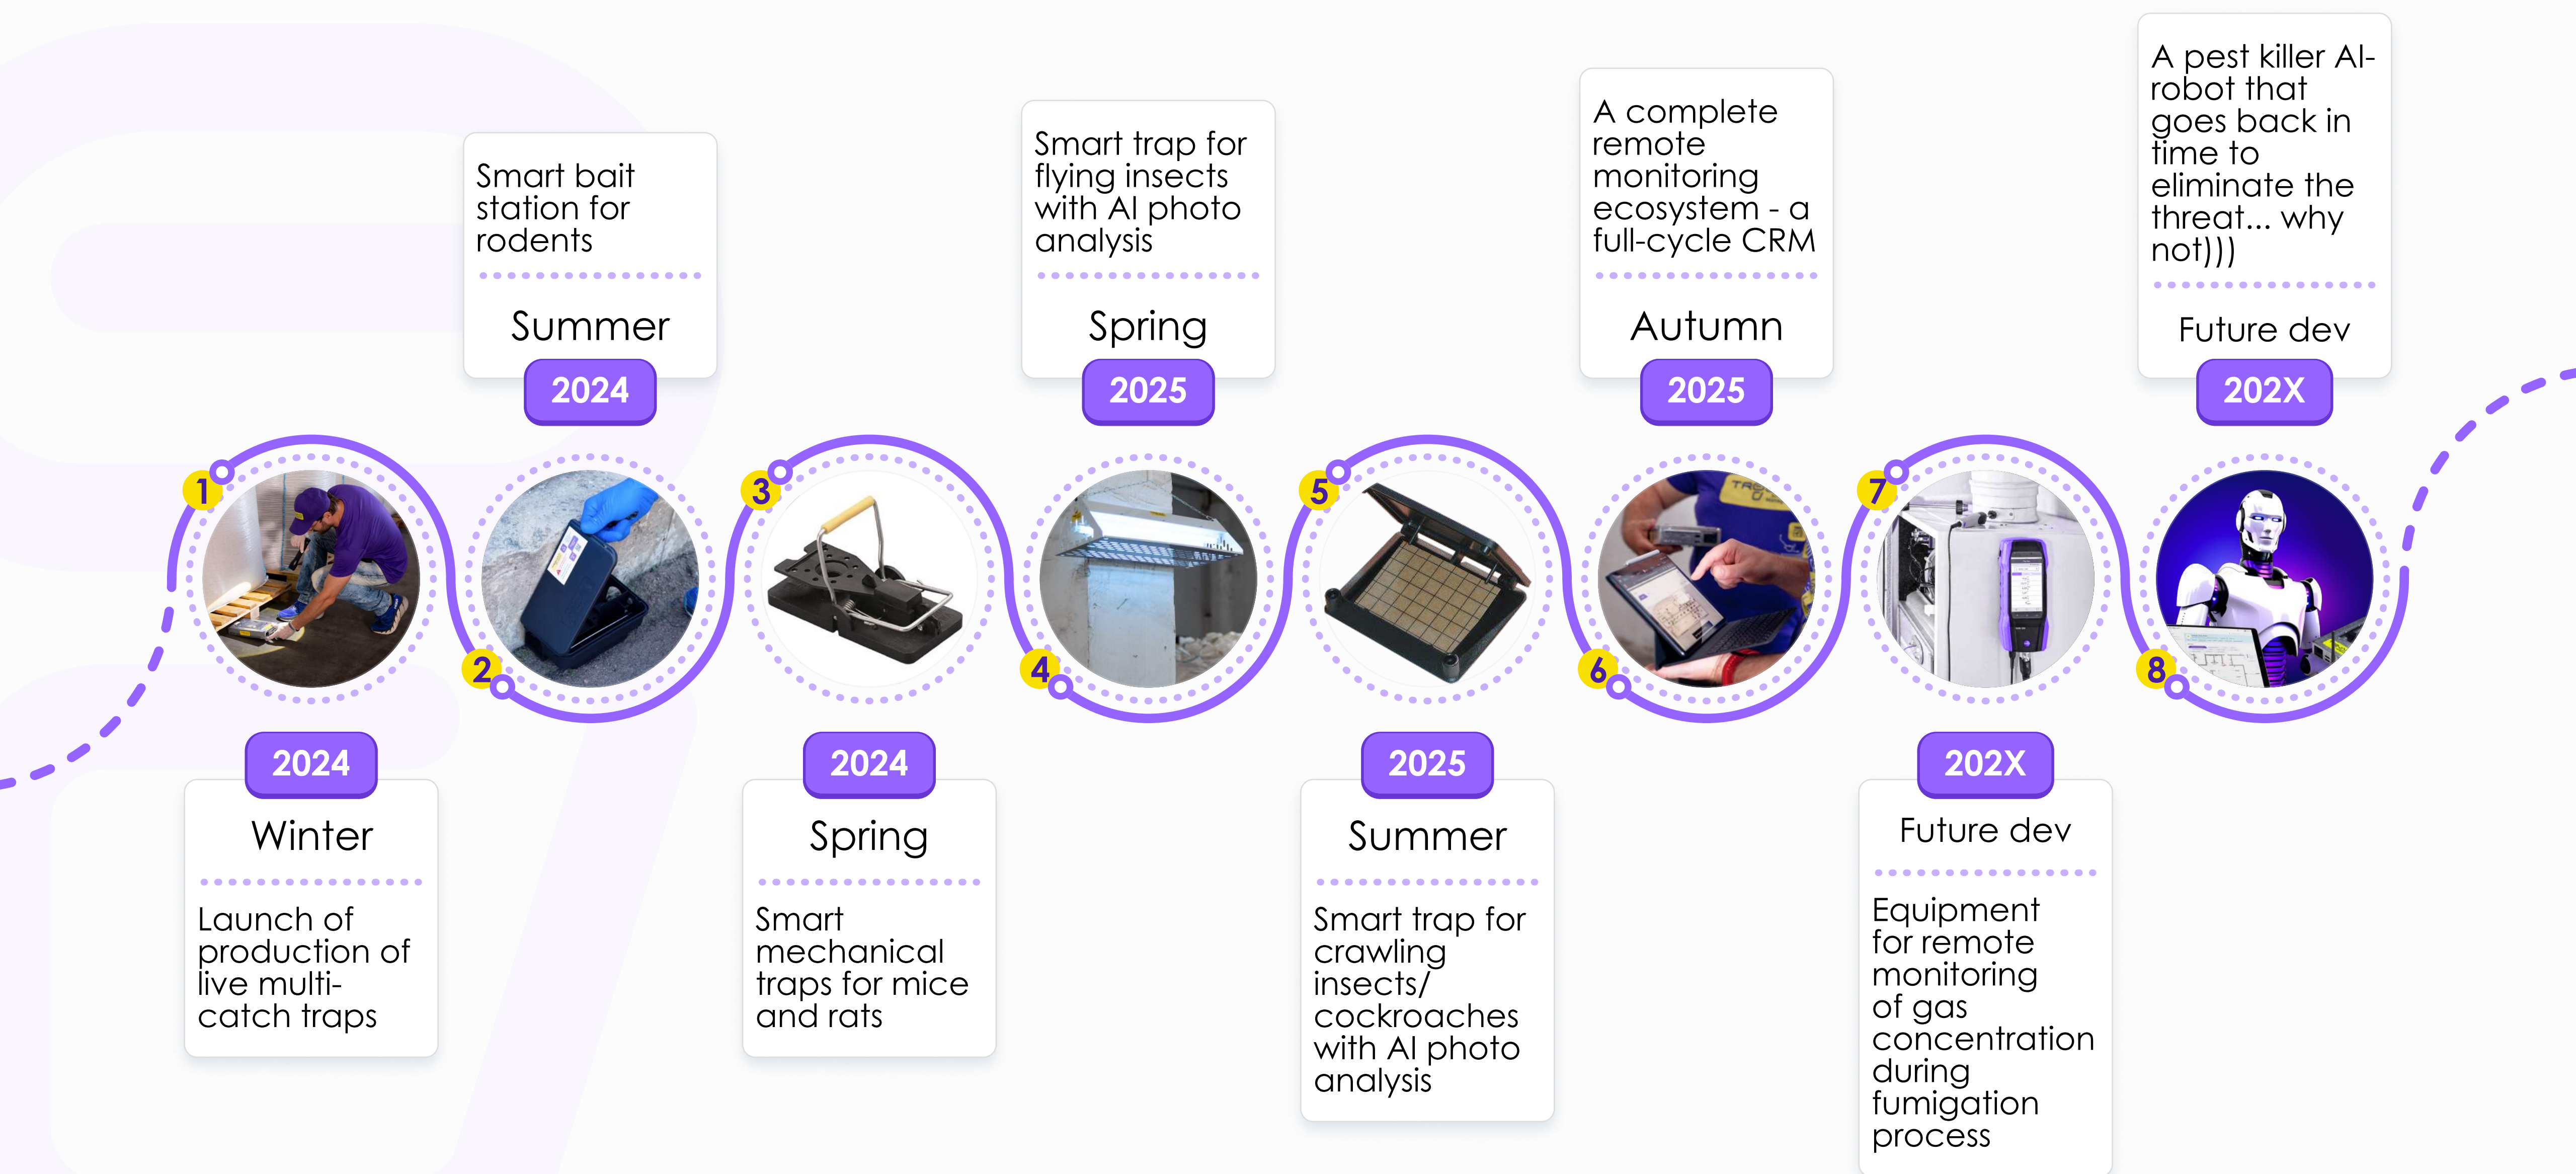 1
2024
Winter
Launch of
production of
live multi-
catch traps
Smart bait
station for
rodents
Summer
2024
2
3
2024
Spring
Smart
mechanical
traps for mice
and rats
Smart trap for
flying insects
with AI photo
analysis
Spring
2025
4
5
2025
Summer
Smart trap for
crawling
insects/
cockroaches
with AI photo
analysis
A complete
remote
monitoring
ecosystem - a
full-cycle CRM
Autumn
2025
6
7
202X
Future dev
Equipment
for remote
monitoring
of gas
concentration
during
fumigation
process
A pest killer AI-
robot that
goes back in
time to
eliminate the
threat... why
not)))
Future dev
202X
8